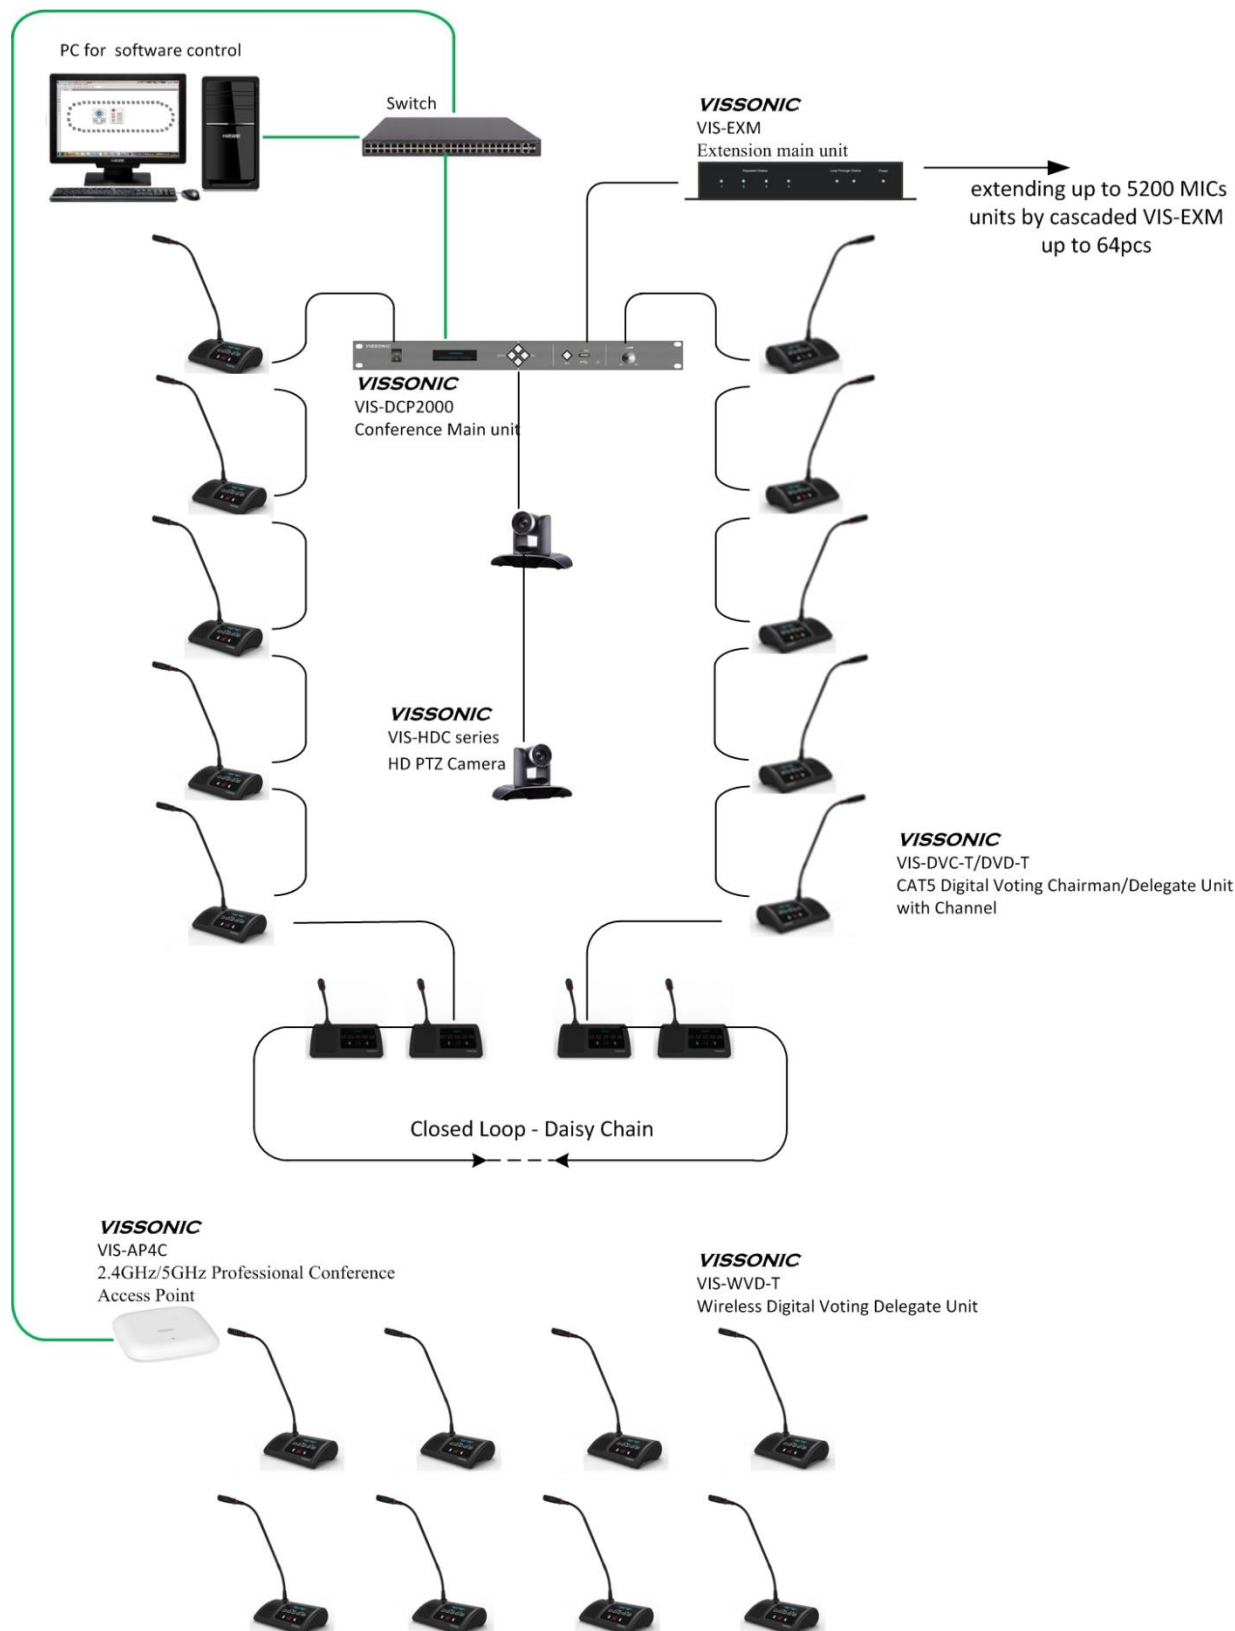 PC for software control
Switch
VISSONIC
VIS-EXM
Extension main unit
extending up to 5200 MICs
units by cascaded VIS-EXM
up to 64pcs
VISSONIC
VIS-DCP2000
Conference Main unit
VISSONIC
VIS-HDC series
HD PTZ Camera
VISSONIC
VIS-DVC-T/DVD-T
CAT5 Digital Voting Chairman/Delegate Unit
with Channel
Closed Loop - Daisy Chain
VISSONIC
VIS-AP4C
2.4GHz/5GHz Professional Conference
Access Point
VISSONIC
VIS-WVD-T
Wireless Digital Voting Delegate Unit